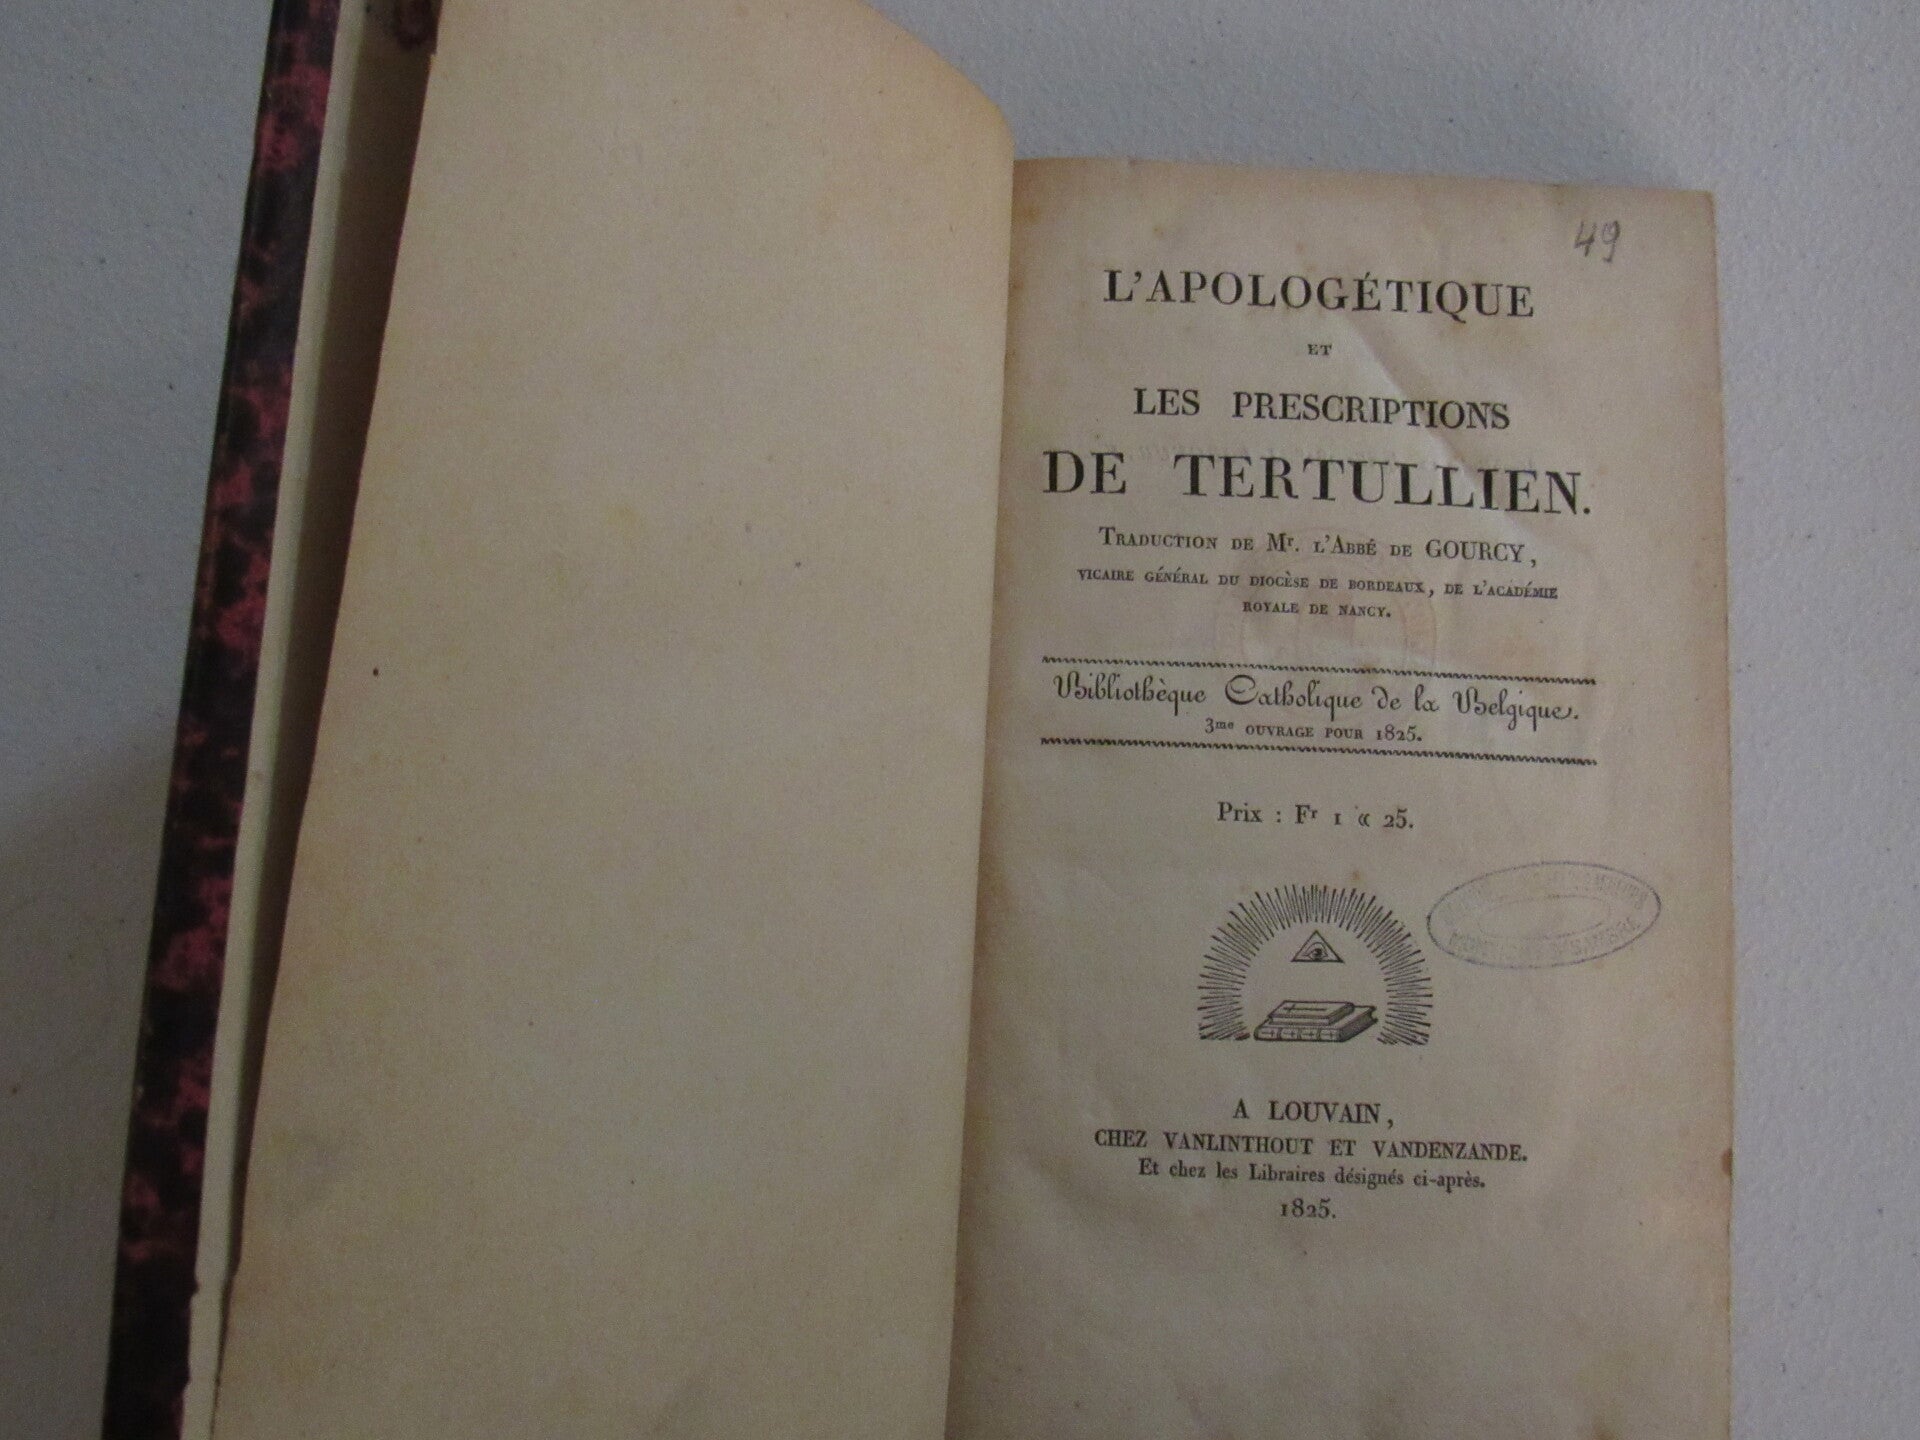 49
L'APOLOGÉTIQUE
ET
LES PRESCRIPTIONS
DE TERTULLIEN.
TRADUCTION DE Mr. L'ABBÉ DE GOURCY,
VICAIRE GÉNÉRAL DU DIOCÈSE DE BORDEAUX, DE L'ACADÉMIE
ROYALE DE NANCY.
Bibliothèque Catholique de la Belgique.
3me OUVRAGE POUR 1825.
Prix : Fr 1 « 25.
A LOUVAIN,
CHEZ VANLINTHOUT ET VANDENZANDE.
Et chez les Libraires désignés ci-après.
1825.